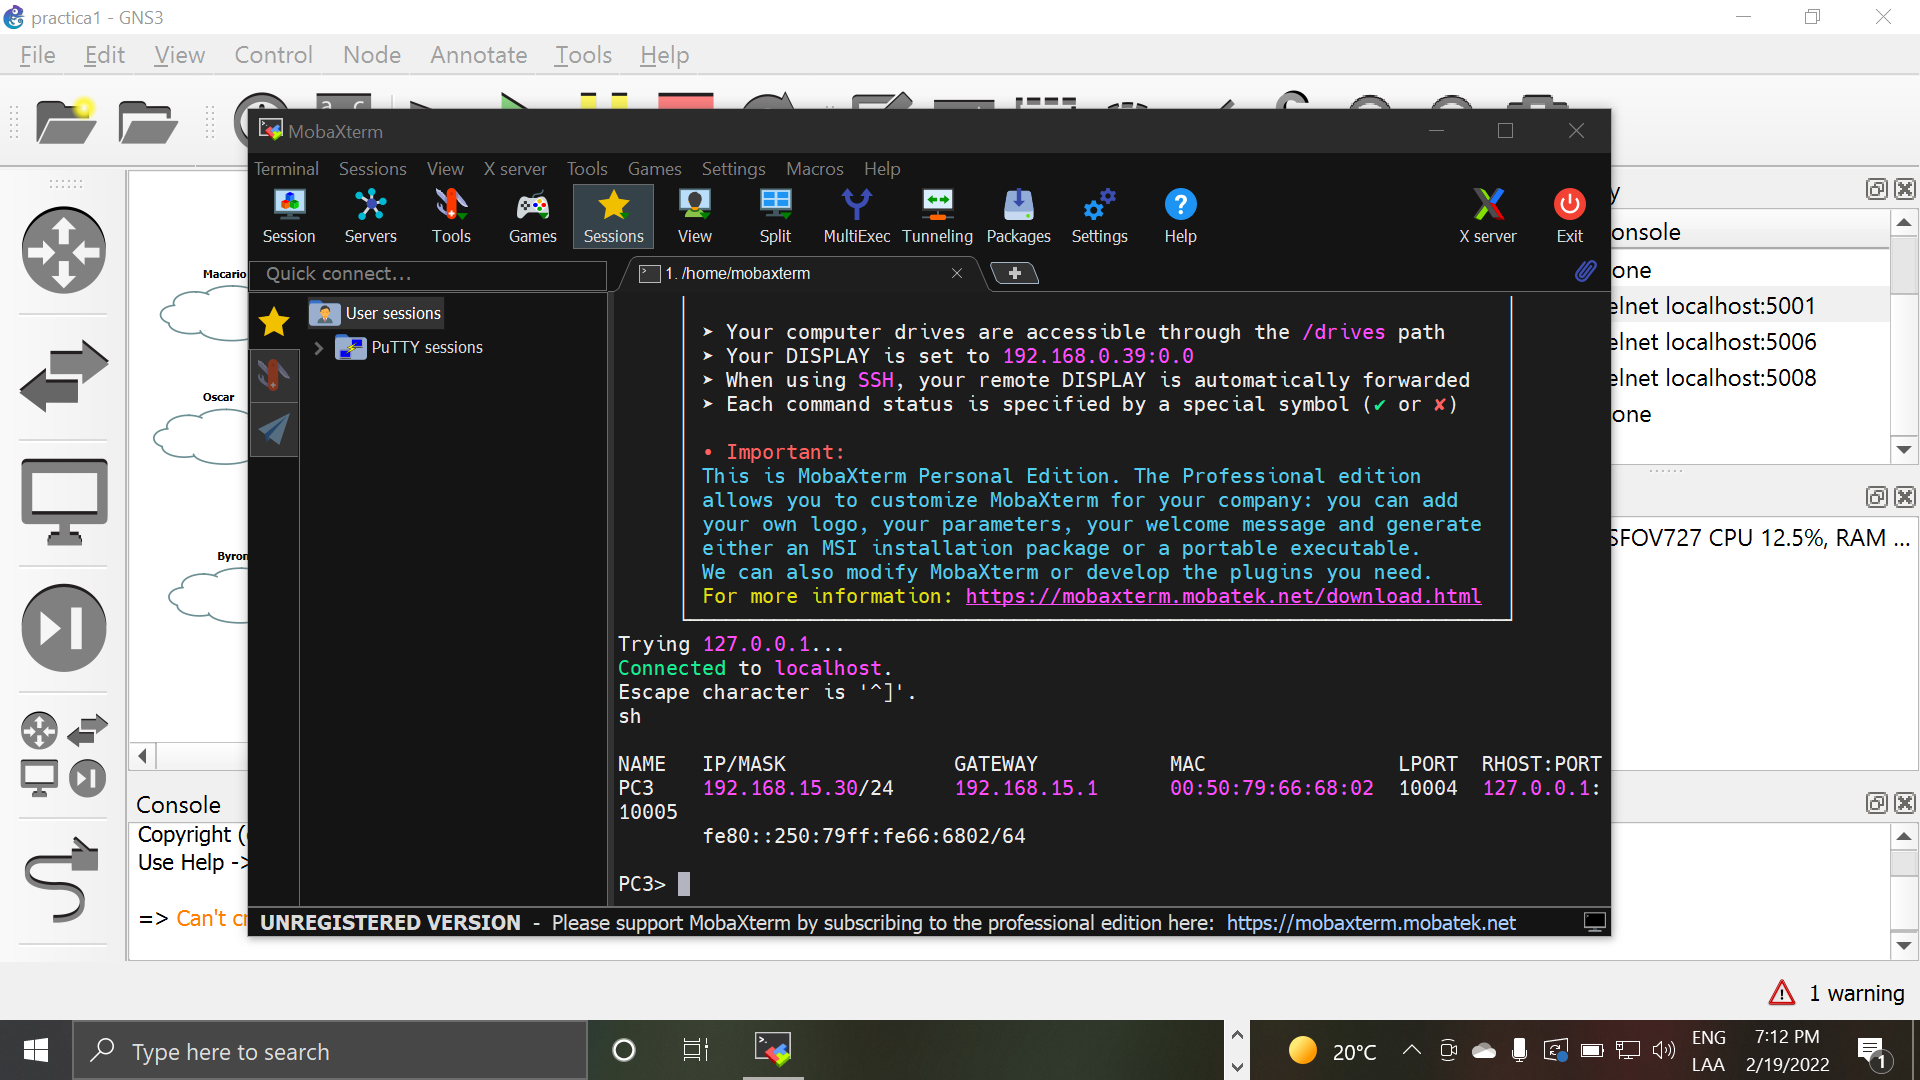 practica1 - GNS3
File Edit View Control Node Annotate Tools Help
MobaXterm
Terminal Sessions View X server Tools Games Settings Macros Help
Session Servers Tools Games Sessions View Split MultiExec Tunneling Packages Settings Help X server Exit
Quick connect...
1. /home/mobaxterm
User sessions
PuTTY sessions
Macario
Oscar
Byron
➤ Your computer drives are accessible through the /drives path
➤ Your DISPLAY is set to 192.168.0.39:0.0
➤ When using SSH, your remote DISPLAY is automatically forwarded
➤ Each command status is specified by a special symbol (✔ or ✘)
• Important:
This is MobaXterm Personal Edition. The Professional edition
allows you to customize MobaXterm for your company: you can add
your own logo, your parameters, your welcome message and generate
either an MSI installation package or a portable executable.
We can also modify MobaXterm or develop the plugins you need.
For more information: https://mobaxterm.mobatek.net/download.html
Trying 127.0.0.1...
Connected to localhost.
Escape character is '^]'.
sh
NAME IP/MASK GATEWAY MAC LPORT RHOST:PORT
PC3 192.168.15.30/24 192.168.15.1 00:50:79:66:68:02 10004 127.0.0.1:
10005
fe80::250:79ff:fe66:6802/64
PC3>
UNREGISTERED VERSION - Please support MobaXterm by subscribing to the professional edition here: https://mobaxterm.mobatek.net
y
onsole
one
elnet localhost:5001
elnet localhost:5006
elnet localhost:5008
one
SFOV727 CPU 12.5%, RAM ...
Console
Copyright (
Use Help ->
=> Can't cr
1 warning
Type here to search
20°C
ENG
LAA
7:12 PM
2/19/2022
1